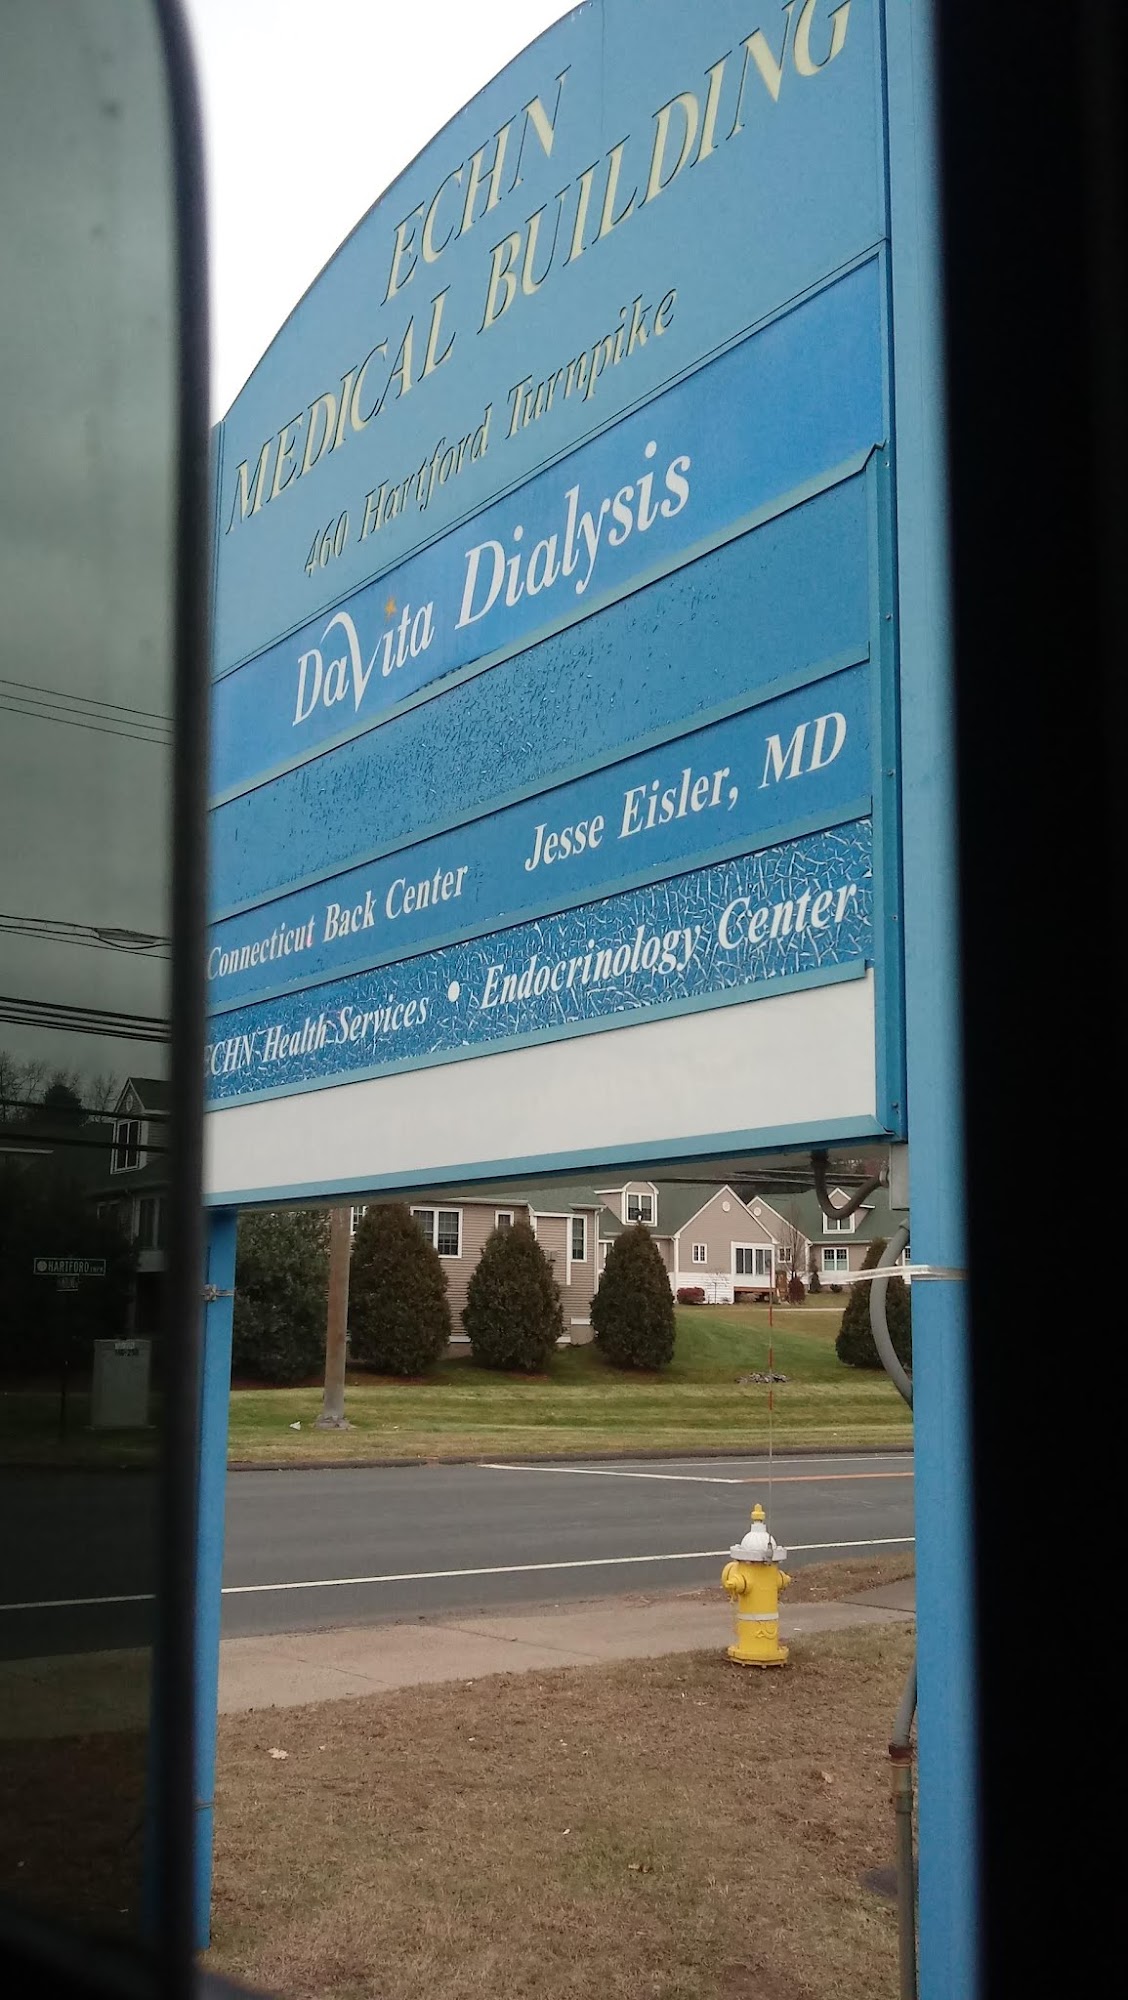 ECHN
MEDICAL BUILDING
460 Hartford Turnpike
DaVita Dialysis
Connecticut Back Center Jesse Eisler, MD
ECHN Health Services • Endocrinology Center
HARTFORD